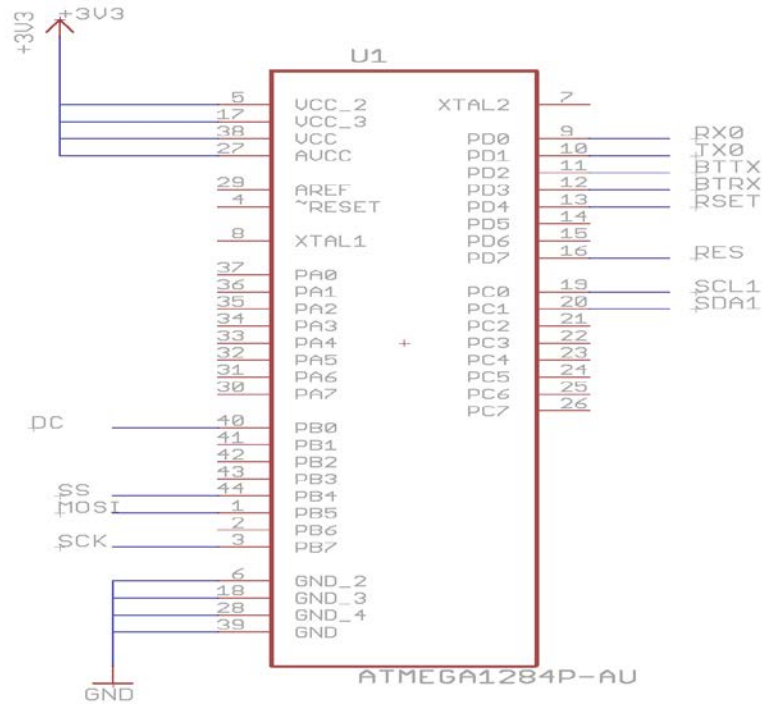 +3V3
+3V3
U1
5 VCC_2
17 VCC_3
38 VCC
27 AVCC
29 AREF
4 ~RESET
8 XTAL1
37 PA0
36 PA1
35 PA2
34 PA3
33 PA4
32 PA5
31 PA6
30 PA7
DC 40 PB0
41 PB1
42 PB2
43 PB3
SS 44 PB4
MOSI 1 PB5
2 PB6
SCK 3 PB7
6 GND_2
18 GND_3
28 GND_4
39 GND
GND
XTAL2 7
PD0 9 RX0
PD1 10 TX0
PD2 11 BTTX
PD3 12 BTRX
PD4 13 RSET
PD5 14
PD6 15
PD7 16 RES
PC0 19 SCL1
PC1 20 SDA1
PC2 21
PC3 22
PC4 23
PC5 24
PC6 25
PC7 26
ATMEGA1284P-AU